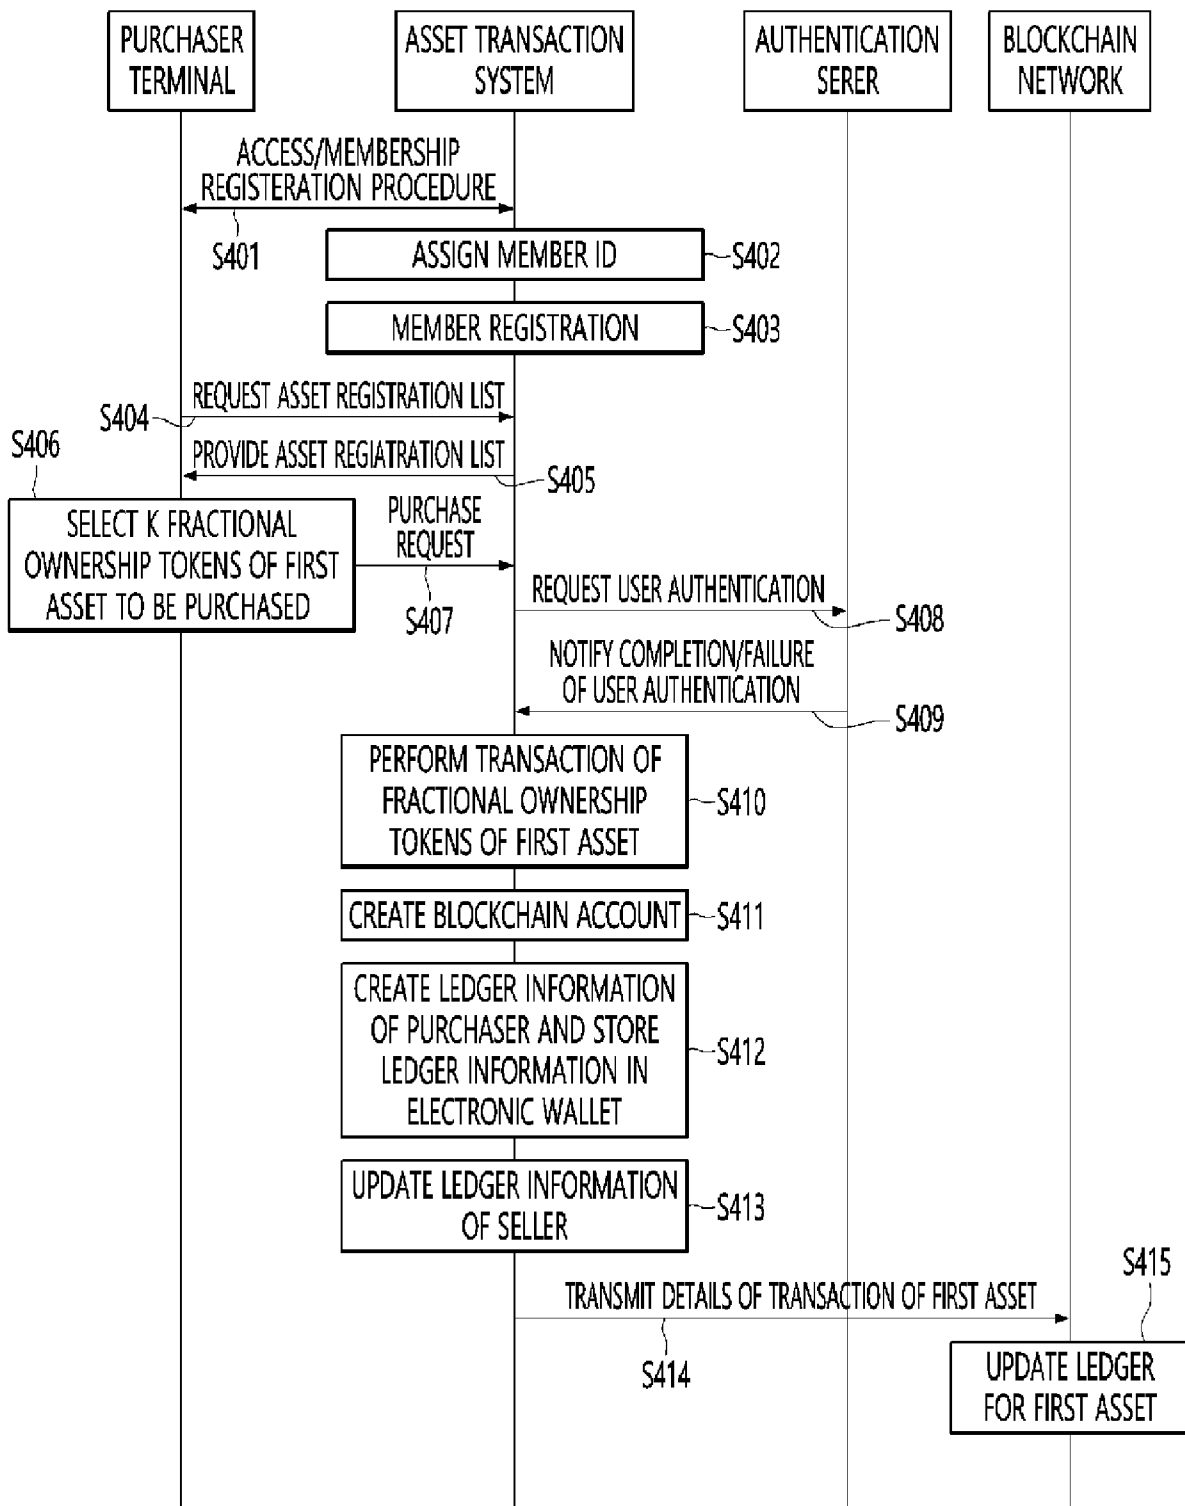 PURCHASER
TERMINAL
ASSET TRANSACTION
SYSTEM
AUTHENTICATION
SERER
BLOCKCHAIN
NETWORK
ACCESS/MEMBERSHIP
REGISTERATION PROCEDURE
S401
ASSIGN MEMBER ID
S402
MEMBER REGISTRATION
S403
REQUEST ASSET REGISTRATION LIST
S404
PROVIDE ASSET REGIATRATION LIST
S405
S406
SELECT K FRACTIONAL
OWNERSHIP TOKENS OF FIRST
ASSET TO BE PURCHASED
PURCHASE
REQUEST
S407
REQUEST USER AUTHENTICATION
S408
NOTIFY COMPLETION/FAILURE
OF USER AUTHENTICATION
S409
PERFORM TRANSACTION OF
FRACTIONAL OWNERSHIP
TOKENS OF FIRST ASSET
S410
CREATE BLOCKCHAIN ACCOUNT
S411
CREATE LEDGER INFORMATION
OF PURCHASER AND STORE
LEDGER INFORMATION IN
ELECTRONIC WALLET
S412
UPDATE LEDGER INFORMATION
OF SELLER
S413
TRANSMIT DETAILS OF TRANSACTION OF FIRST ASSET
S414
S415
UPDATE LEDGER
FOR FIRST ASSET